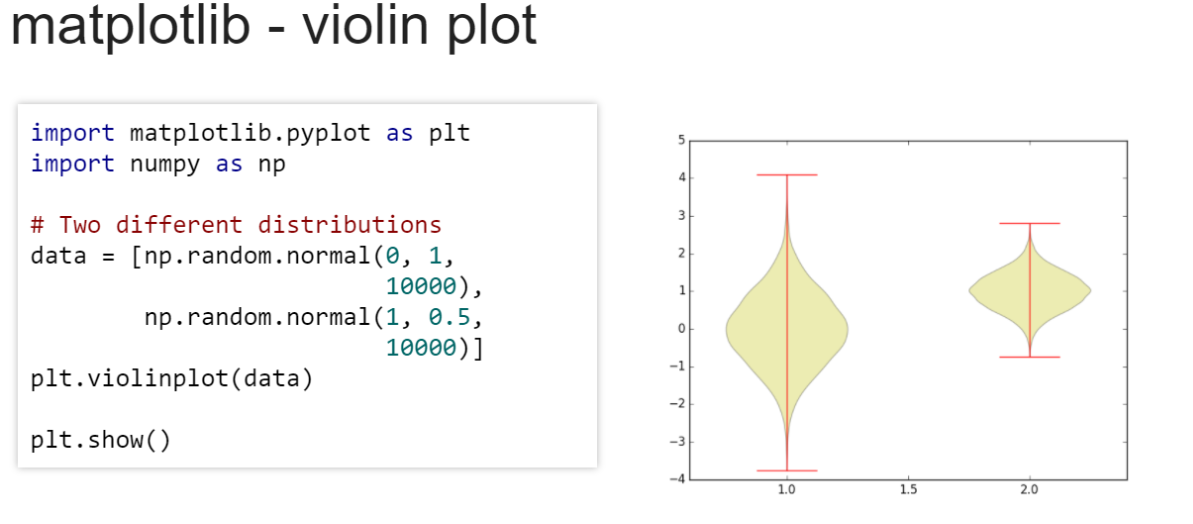 matplotlib - violin plot
import matplotlib.pyplot as plt
import numpy as np
# Two different distributions
data = [np.random.normal(0, 1,
10000),
np.random.normal(1, 0.5,
10000)]
plt.violinplot(data)
plt.show()
5
4
3
2
1
0
−1
−2
−3
−4
1.0 1.5 2.0